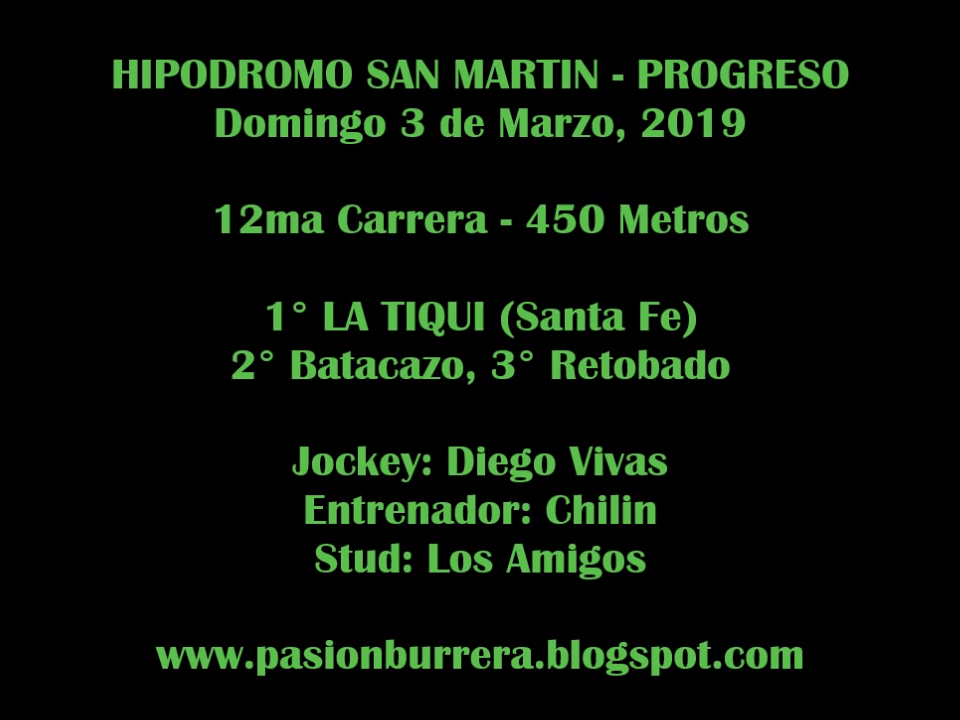 HIPODROMO SAN MARTIN - PROGRESO
Domingo 3 de Marzo, 2019
12ma Carrera - 450 Metros
1° LA TIQUI (Santa Fe)
2° Batacazo, 3° Retobado
Jockey: Diego Vivas
Entrenador: Chilin
Stud: Los Amigos
www.pasionburrera.blogspot.com